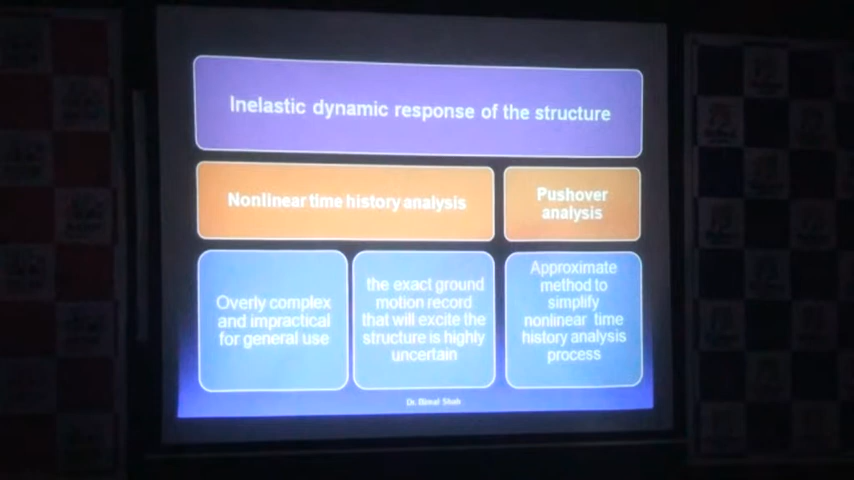 Inelastic dynamic response of the structure
Nonlinear time history analysis
Pushover
analysis
Overly complex
and impractical
for general use
the exact ground
motion record
that will excite the
structure is highly
uncertain
Approximate
method to
simplify
nonlinear time
history analysis
process
Dr. Bimal Shah